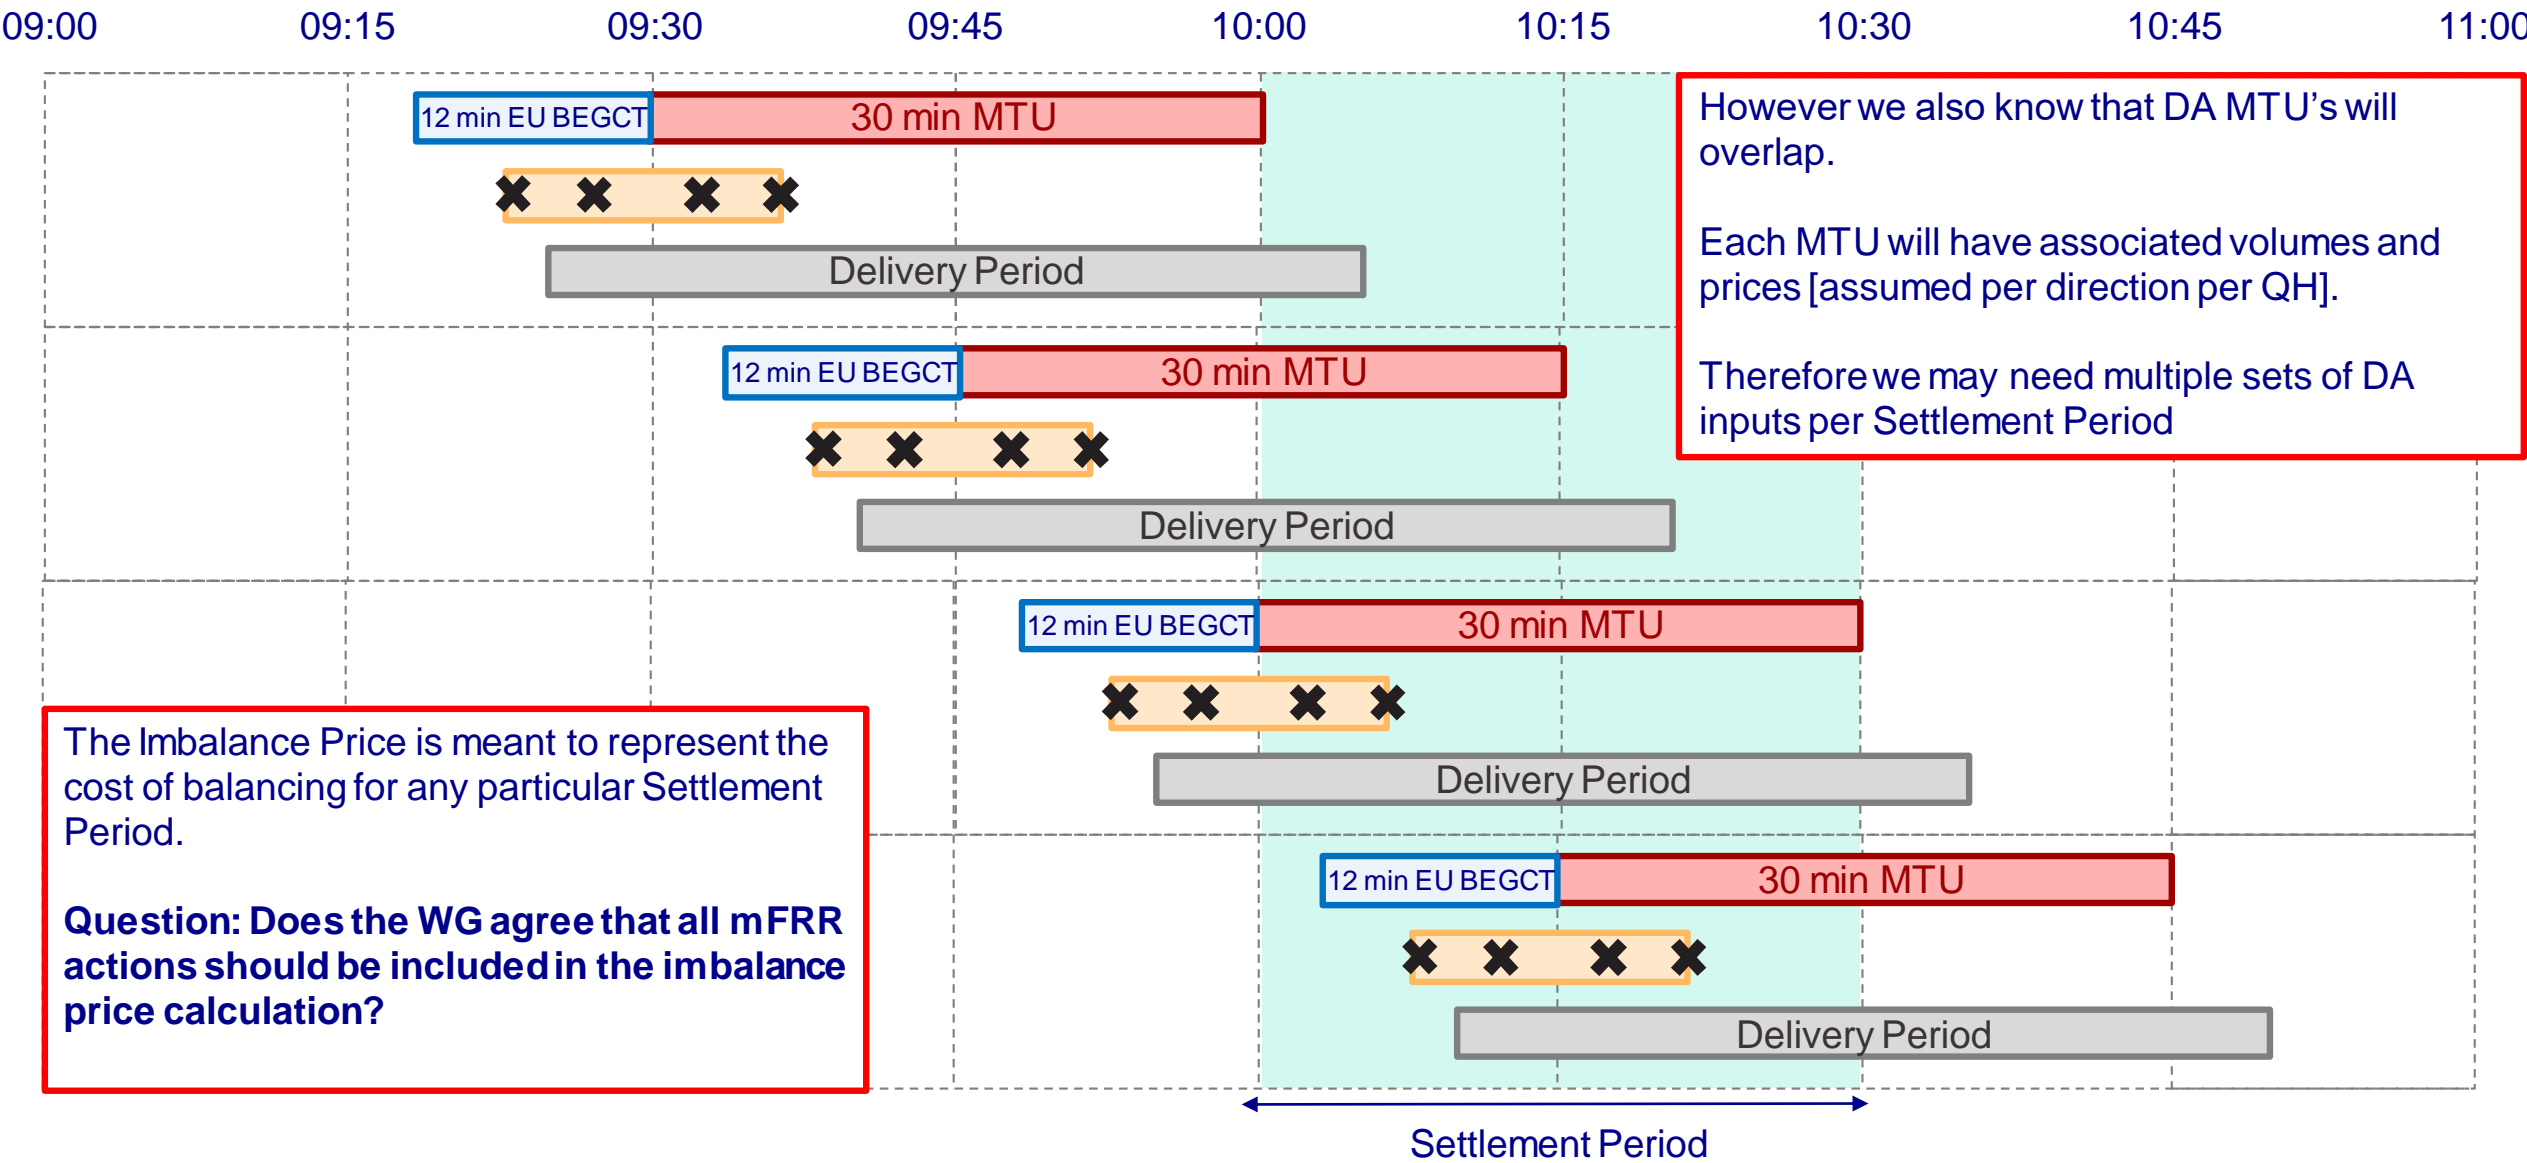 09:00 09:15 09:30 09:45 10:00 10:15 10:30 10:45 11:00
12 min EU BEGCT 30 min MTU
Delivery Period
However we also know that DA MTU’s will
overlap.
Each MTU will have associated volumes and
prices [assumed per direction per QH].
Therefore we may need multiple sets of DA
inputs per Settlement Period
12 min EU BEGCT 30 min MTU
Delivery Period
12 min EU BEGCT 30 min MTU
Delivery Period
The Imbalance Price is meant to represent the
cost of balancing for any particular Settlement
Period.
Question: Does the WG agree that all mFRR
actions should be included in the imbalance
price calculation?
12 min EU BEGCT 30 min MTU
Delivery Period
Settlement Period